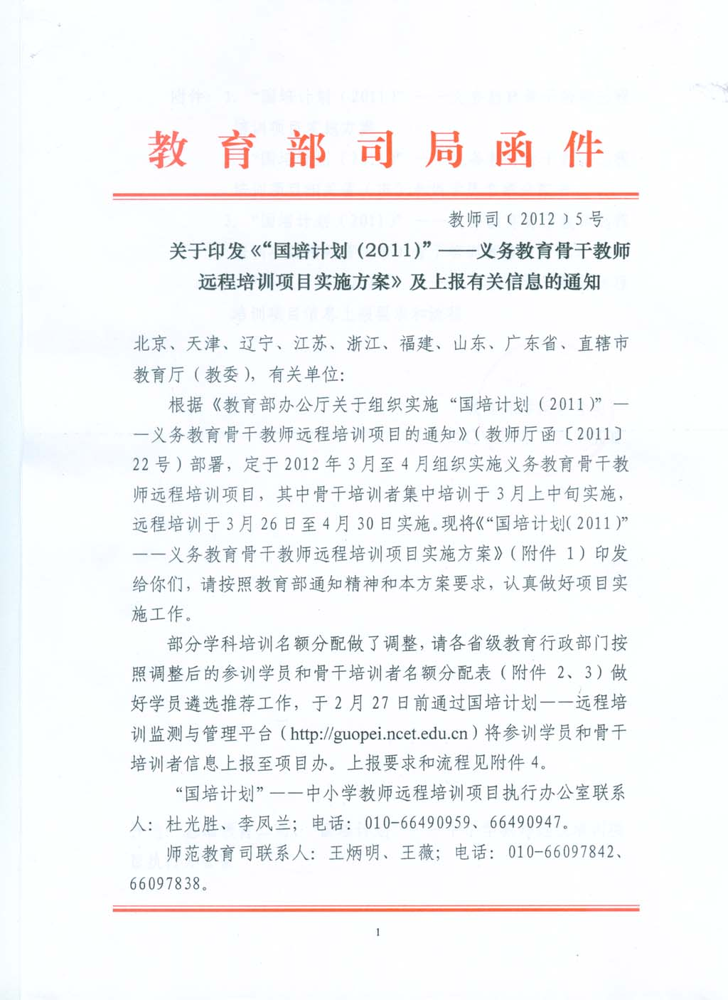 教育部司局函件
教师司〔2012〕5号
关于印发《“国培计划(2011)”——义务教育骨干教师
远程培训项目实施方案》及上报有关信息的通知
北京、天津、辽宁、江苏、浙江、福建、山东、广东省、直辖市
教育厅（教委），有关单位：
根据《教育部办公厅关于组织实施“国培计划(2011)”—
—义务教育骨干教师远程培训项目的通知》（教师厅函〔2011〕
22号）部署，定于2012年3月至4月组织实施义务教育骨干教
师远程培训项目，其中骨干培训者集中培训于3月上中旬实施，
远程培训于3月26日至4月30日实施。现将《“国培计划(2011)”
——义务教育骨干教师远程培训项目实施方案》（附件1）印发
给你们，请按照教育部通知精神和本方案要求，认真做好项目实
施工作。
部分学科培训名额分配做了调整，请各省级教育行政部门按
照调整后的参训学员和骨干培训者名额分配表（附件2、3）做
好学员遴选推荐工作，于2月27日前通过国培计划——远程培
训监测与管理平台（http://guopei.ncet.edu.cn）将参训学员和骨干
培训者信息上报至项目办。上报要求和流程见附件4。
“国培计划”——中小学教师远程培训项目执行办公室联系
人：杜光胜、李凤兰；电话：010-66490959、66490947。
师范教育司联系人：王炳明、王薇；电话：010-66097842、
66097838。
1